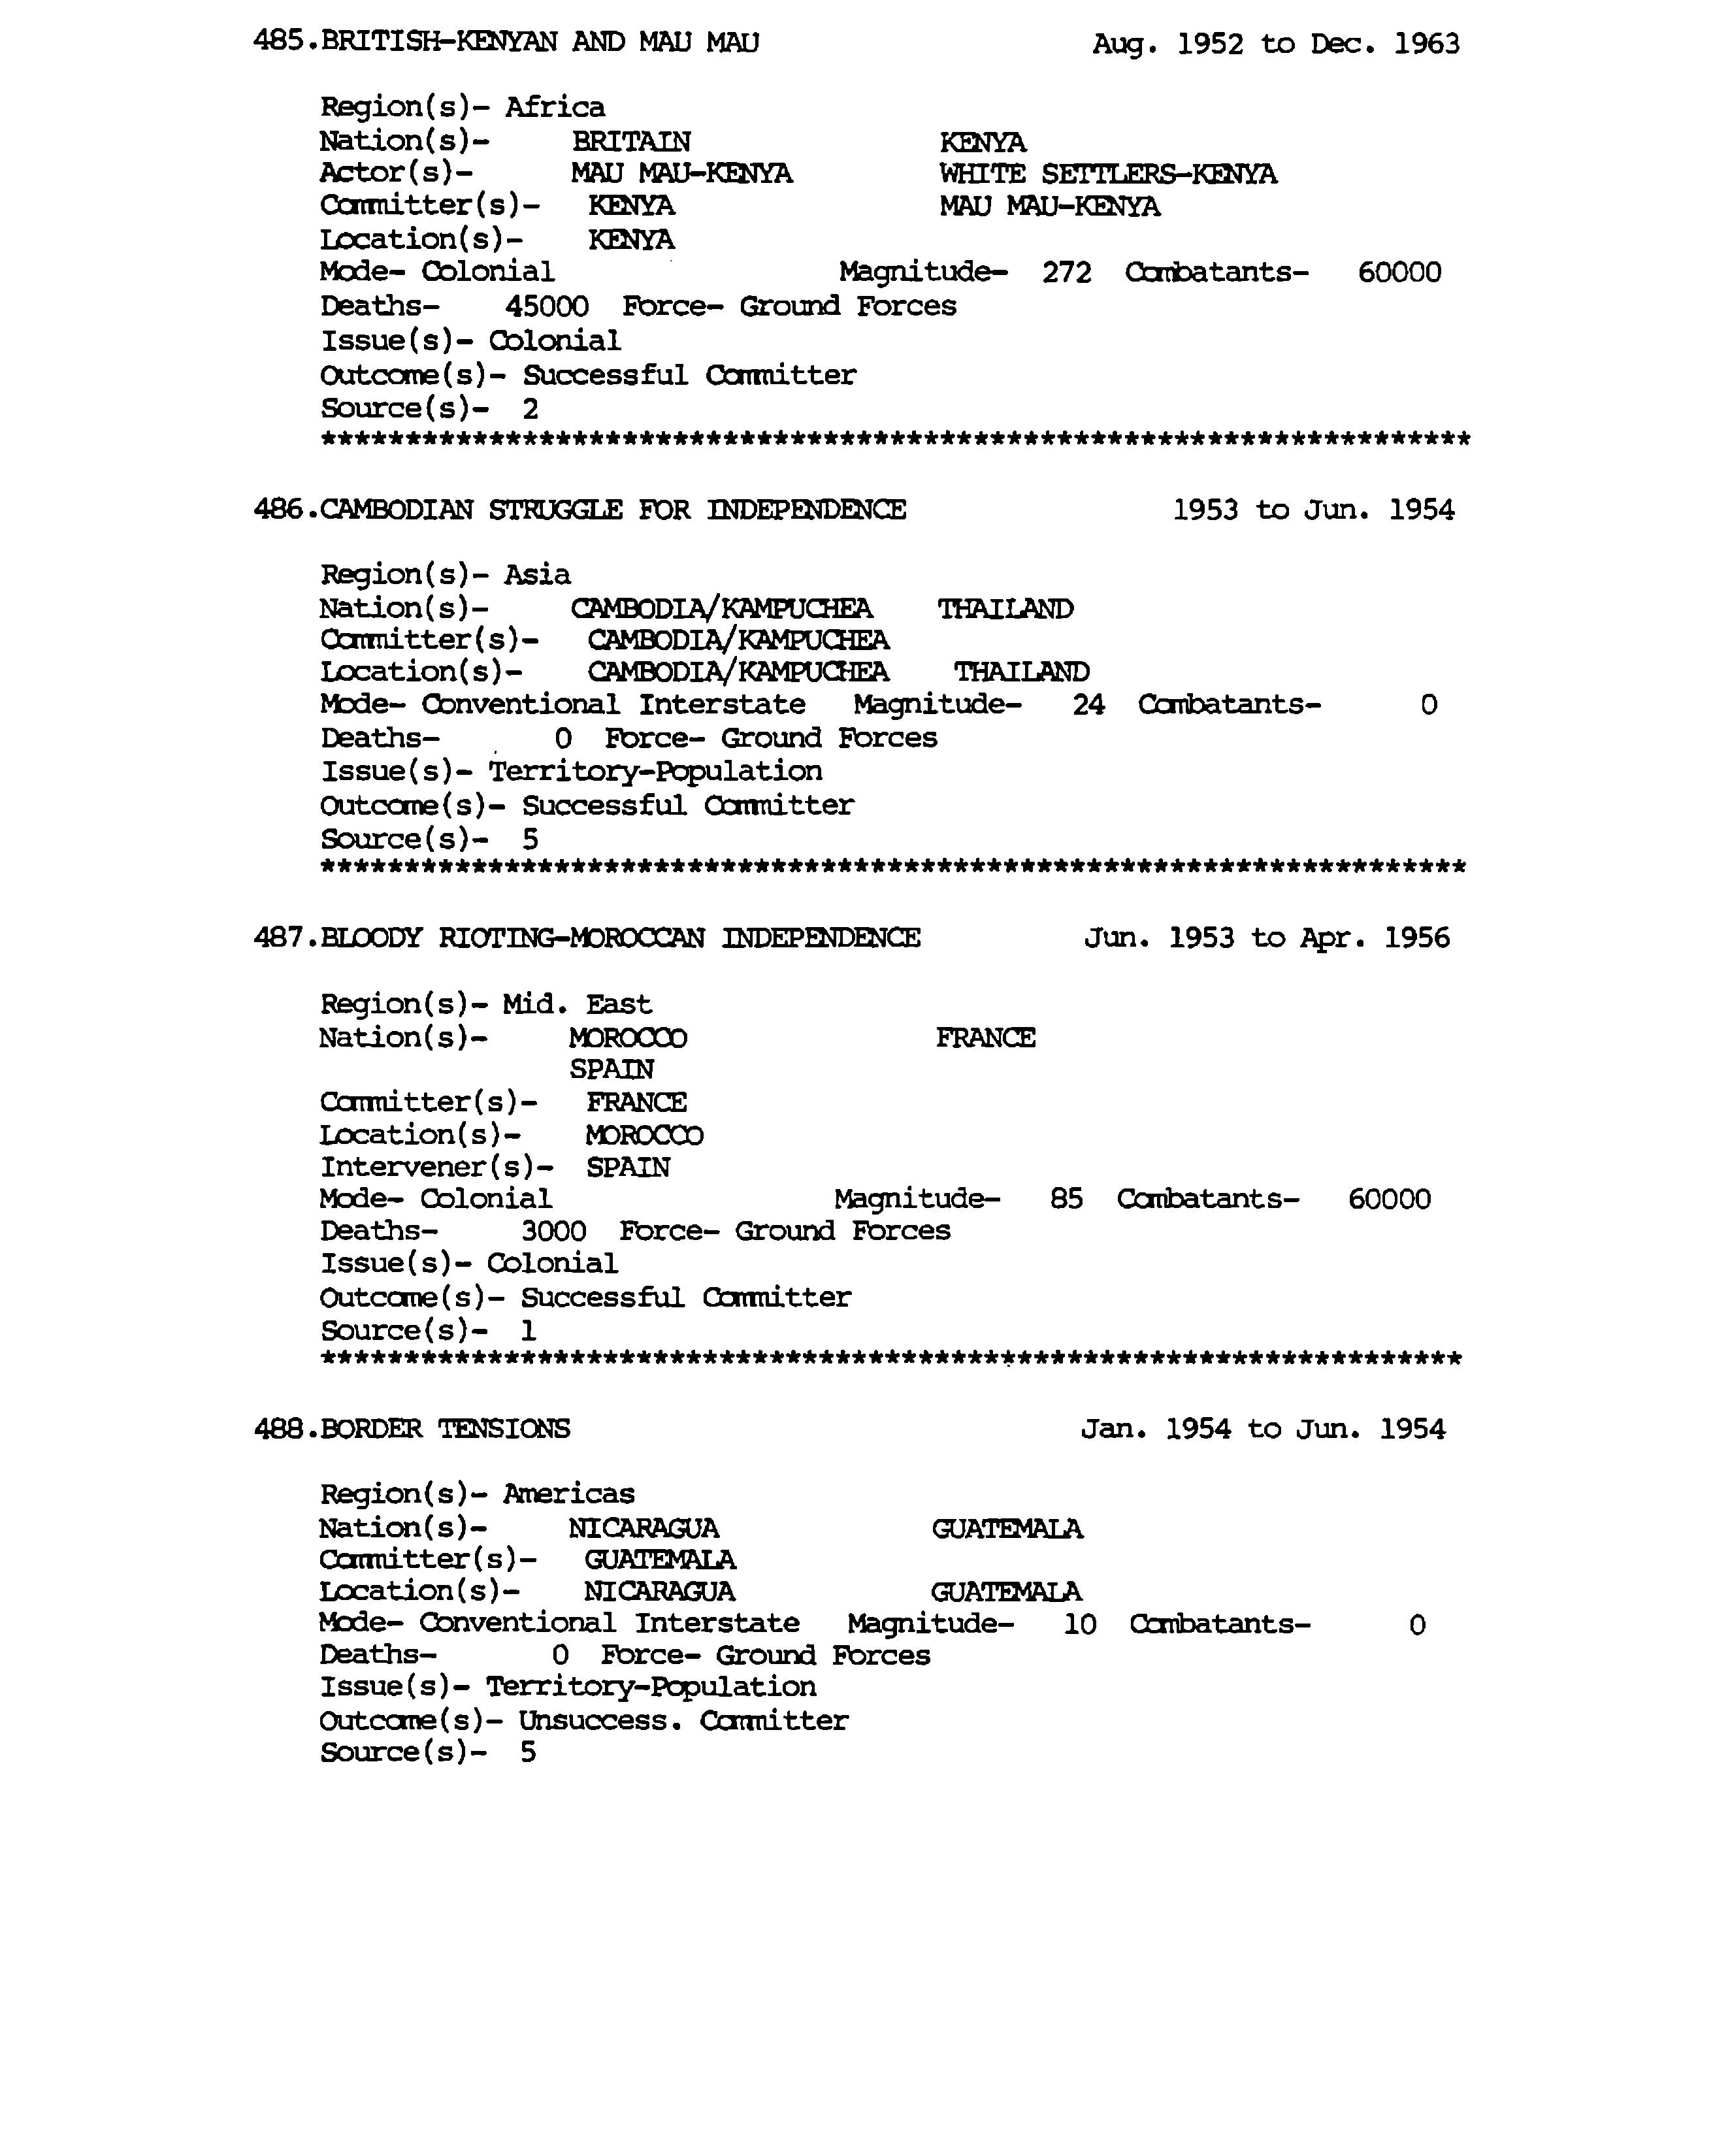 485.BRITISH-KENYAN AND MAU MAU Aug. 1952 to Dec. 1963
Region(s)- Africa
Nation(s)- BRITAIN KENYA
Actor(s)- MAU MAU-KENYA WHITE SETTLERS-KENYA
Committer(s)- KENYA MAU MAU-KENYA
Location(s)- KENYA
Mode- Colonial Magnitude- 272 Combatants- 60000
Deaths- 45000 Force- Ground Forces
Issue(s)- Colonial
Outcome(s)- Successful Committer
Source(s)- 2
*********************************************************************
486.CAMBODIAN STRUGGLE FOR INDEPENDENCE 1953 to Jun. 1954
Region(s)- Asia
Nation(s)- CAMBODIA/KAMPUCHEA THAILAND
Committer(s)- CAMBODIA/KAMPUCHEA
Location(s)- CAMBODIA/KAMPUCHEA THAILAND
Mode- Conventional Interstate Magnitude- 24 Combatants- 0
Deaths- 0 Force- Ground Forces
Issue(s)- Territory-Population
Outcome(s)- Successful Committer
Source(s)- 5
*********************************************************************
487.BLOODY RIOTING-MOROCCAN INDEPENDENCE Jun. 1953 to Apr. 1956
Region(s)- Mid. East
Nation(s)- MOROCCO FRANCE
SPAIN
Committer(s)- FRANCE
Location(s)- MOROCCO
Intervener(s)- SPAIN
Mode- Colonial Magnitude- 85 Combatants- 60000
Deaths- 3000 Force- Ground Forces
Issue(s)- Colonial
Outcome(s)- Successful Committer
Source(s)- 1
*********************************************************************
488.BORDER TENSIONS Jan. 1954 to Jun. 1954
Region(s)- Americas
Nation(s)- NICARAGUA GUATEMALA
Committer(s)- GUATEMALA
Location(s)- NICARAGUA GUATEMALA
Mode- Conventional Interstate Magnitude- 10 Combatants- 0
Deaths- 0 Force- Ground Forces
Issue(s)- Territory-Population
Outcome(s)- Unsuccess. Committer
Source(s)- 5